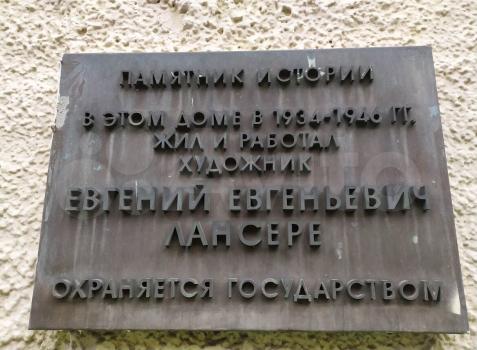 ПАМЯТНИК ИСТОРИИ
В ЭТОМ ДОМЕ В 1934-1946 ГГ.
ЖИЛ И РАБОТАЛ
ХУДОЖНИК
ЕВГЕНИЙ ЕВГЕНЬЕВИЧ
ЛАНСЕРЕ
ОХРАНЯЕТСЯ ГОСУДАРСТВОМ